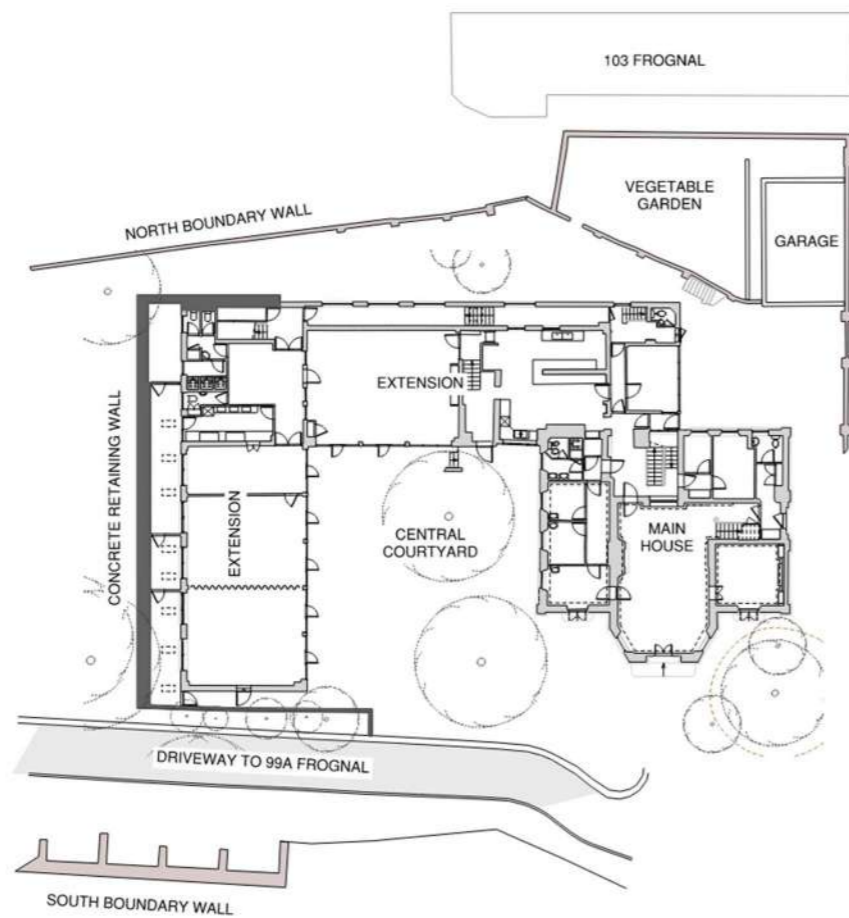 103 FROGNAL
VEGETABLE
GARDEN
GARAGE
NORTH BOUNDARY WALL
CONCRETE RETAINING WALL
EXTENSION
EXTENSION
CENTRAL
COURTYARD
MAIN
HOUSE
DRIVEWAY TO 99A FROGNAL
SOUTH BOUNDARY WALL